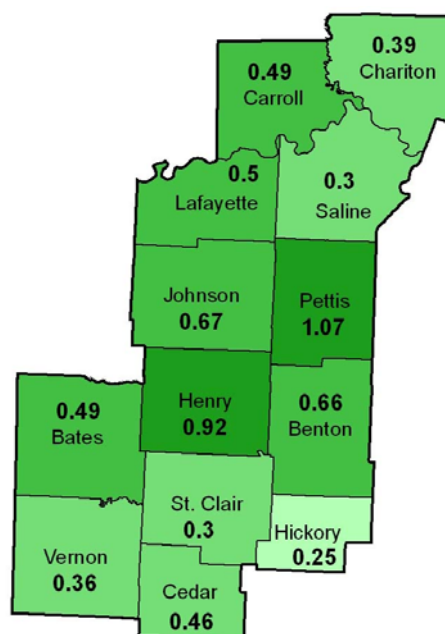 0.39
Chariton
0.49
Carroll
0.5
Lafayette
0.3
Saline
Johnson
0.67
Pettis
1.07
0.49
Bates
Henry
0.92
0.66
Benton
St. Clair
0.3
Hickory
0.25
Vernon
0.36
Cedar
0.46